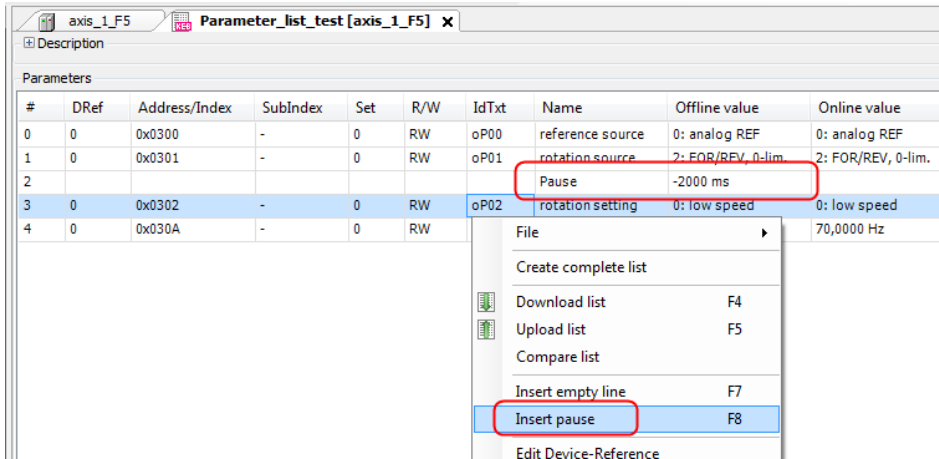 axis_1_F5 Parameter_list_test [axis_1_F5] x
Description
Parameters
# DRef Address/Index SubIndex Set R/W IdTxt Name Offline value Online value
0 0 0x0300 - 0 RW oP00 reference source 0: analog REF 0: analog REF
1 0 0x0301 - 0 RW oP01 rotation source 2: FOR/REV, 0-lim. 2: FOR/REV, 0-lim.
2 Pause -2000 ms
3 0 0x0302 - 0 RW oP02 rotation setting 0: low speed 0: low speed
4 0 0x030A - 0 RW 70,0000 Hz
File
Create complete list
Download list F4
Upload list F5
Compare list
Insert empty line F7
Insert pause F8
Edit Device-Reference